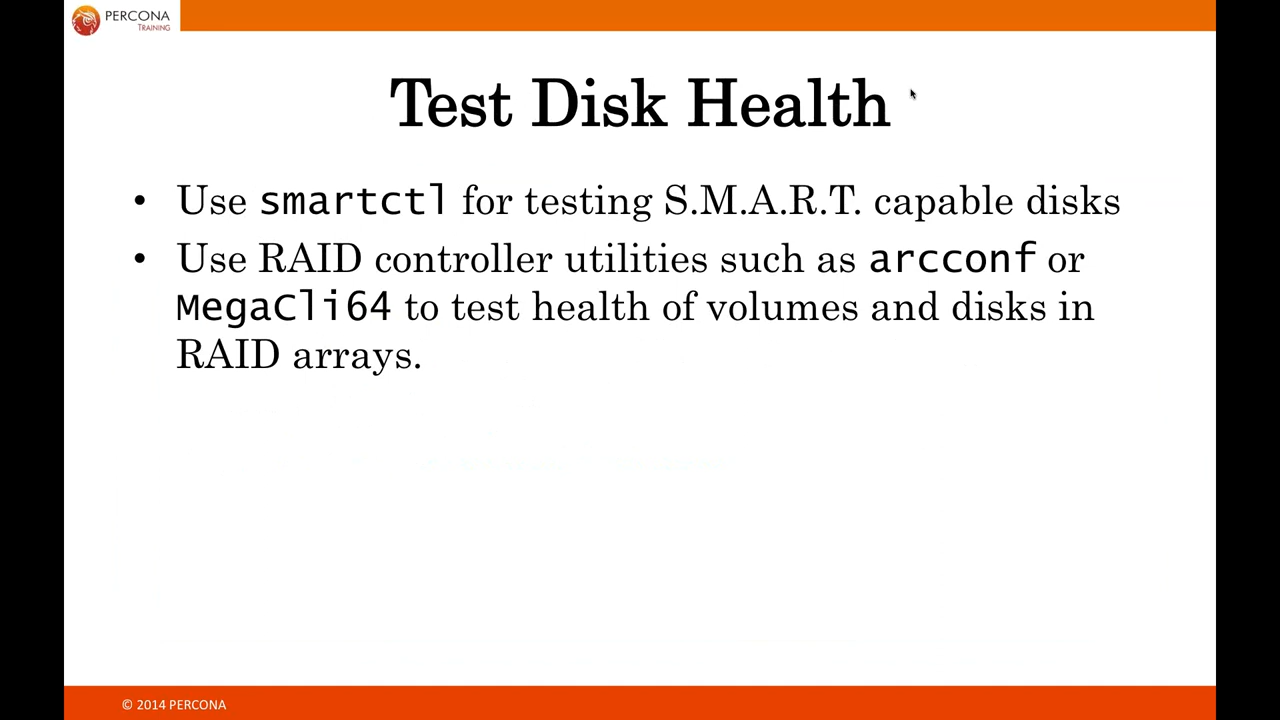 PERCONA
TRAINING
Test Disk Health
• Use smartctl for testing S.M.A.R.T. capable disks
• Use RAID controller utilities such as arcconf or
MegaCli64 to test health of volumes and disks in
RAID arrays.
© 2014 PERCONA